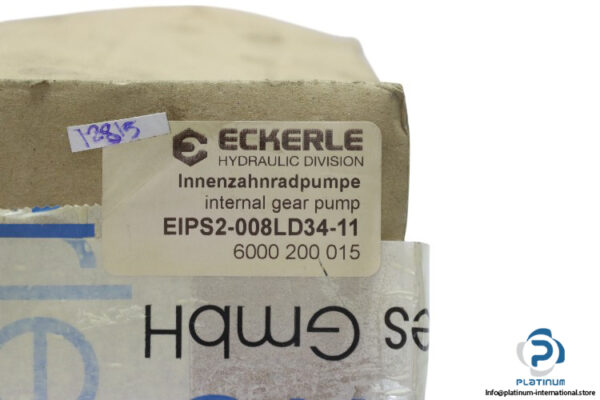 12815
ECKERLE
HYDRAULIC DIVISION
Innenzahnradpumpe
internal gear pump
EIPS2-008LD34-11
6000 200 015
es GmbH
PLATINUM
Info@platinum-international.store